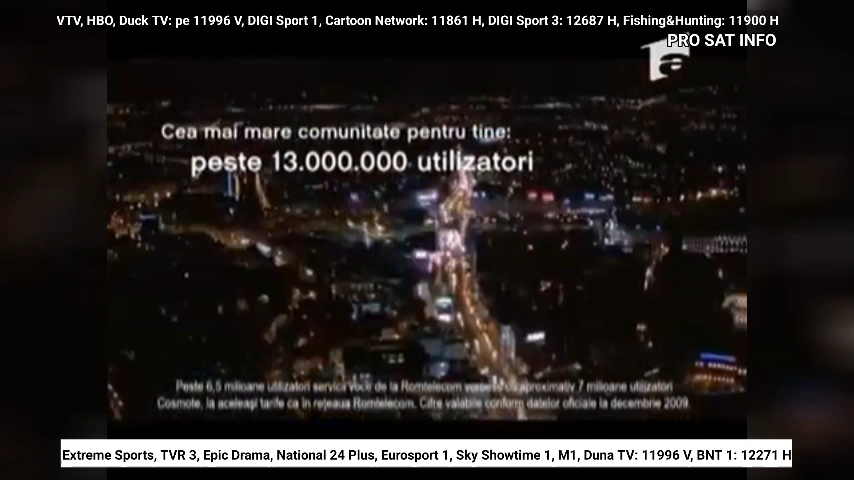 VTV, HBO, Duck TV: pe 11996 V, DIGI Sport 1, Cartoon Network: 11861 H, DIGI Sport 3: 12687 H, Fishing&Hunting: 11900 H
PRO SAT INFO
a
Cea mai mare comunitate pentru tine:
peste 13.000.000 utilizatori
Peste 6,5 milioane utilizatori servicii voce de la Romtelecom vorbesc cu aproximativ 7 milioane utilizatori
Cosmote, la aceleaşi tarife ca în reţeaua Romtelecom. Cifre valabile conform datelor oficiale la decembrie 2009.
Extreme Sports, TVR 3, Epic Drama, National 24 Plus, Eurosport 1, Sky Showtime 1, M1, Duna TV: 11996 V, BNT 1: 12271 H